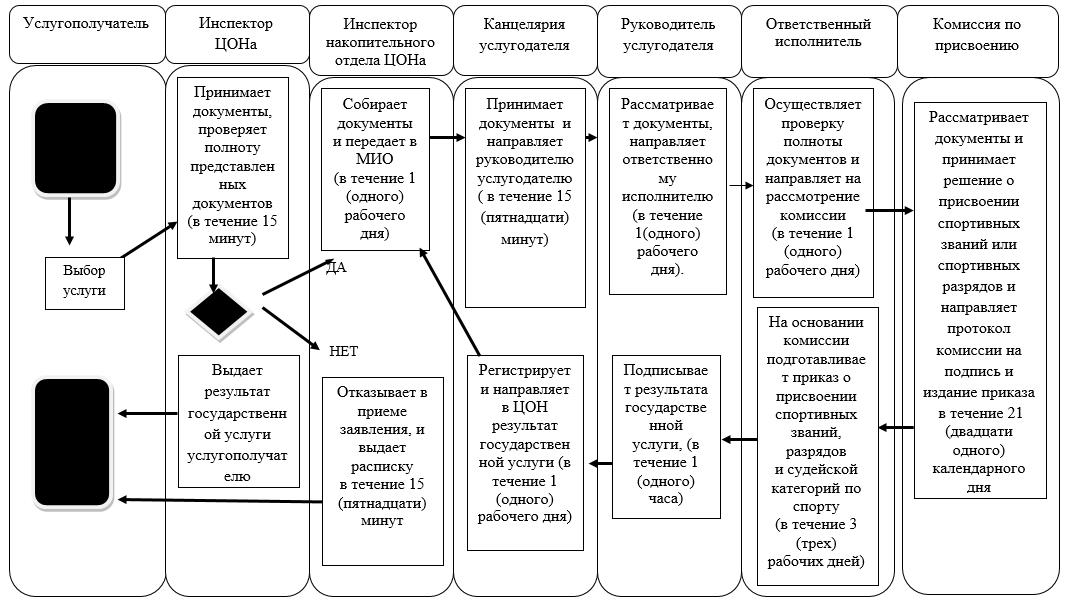 Услугополучатель
Инспектор
ЦОНа
Инспектор
накопительного
отдела ЦОНа
Канцелярия
услугодателя
Руководитель
услугодателя
Ответственный
исполнитель
Комиссия по
присвоению
Выбор
услуги
Принимает
документы,
проверяет
полноту
представлен
ных
документов
(в течение 15
минут)
Собирает
документы
и передает в
МИО
(в течение 1
(одного)
рабочего
дня)
Принимает
документы и
направляет
руководителю
услугодателю
( в течение 15
(пятнадцати)
минут)
Рассматривае
т документы,
направляет
ответственно
му
исполнителю
(в течение
1(одного)
рабочего
дня).
Осуществляет
проверку
полноты
документов и
направляет на
рассмотрение
комиссии
(в течение 1
(одного)
рабочего дня)
Рассматривает
документы и
принимает
решение о
присвоении
спортивных
званий или
спортивных
разрядов и
направляет
протокол
комиссии на
подпись и
издание приказа
в течение 21
(двадцати
одного)
календарного
дня
ДА
НЕТ
Выдает
результат
государственн
ой услуги
услугополучат
елю
Отказывает в
приеме
заявления, и
выдает
расписку
в течение 15
(пятнадцати)
минут
Регистрирует
и направляет
в ЦОН
результат
государствен
ной услуги (в
течение 1
(одного)
рабочего дня)
Подписывае
т результата
государстве
нной
услуги, (в
течение 1
(одного)
часа)
На основании
комиссии
подготавливае
т приказ о
присвоении
спортивных
званий,
разрядов
и судейской
категорий по
спорту
(в течение 3
(трех)
рабочих дней)